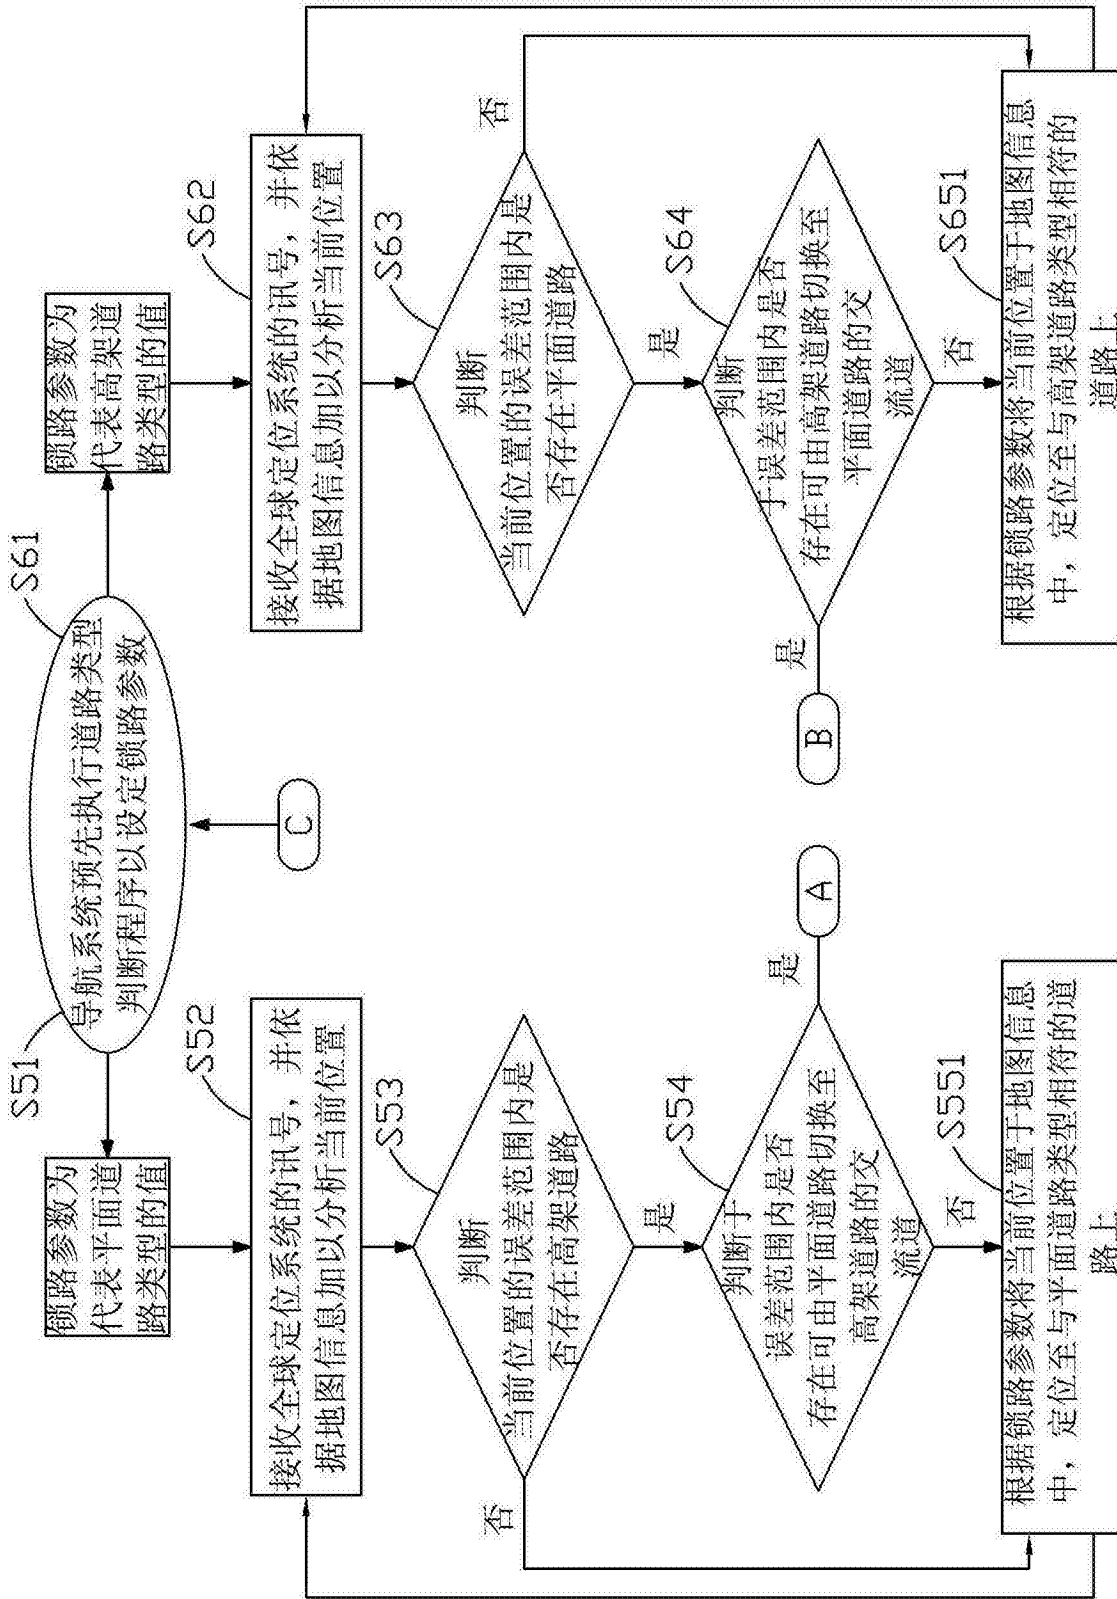 S51
S61
导航系统预先执行道路类型
判断程序以设定锁路参数
C
锁路参数为
代表平面道
路类型的值
S52
接收全球定位系统的讯号，并依
据地图信息加以分析当前位置
S53
判断
当前位置的误差范围内是
否存在高架道路
否
是
S54
判断于
误差范围内是否
存在可由平面道路切换至
高架道路的交
流道
是
A
否
S551
根据锁路参数将当前位置于地图信息
中，定位至与平面道路类型相符的道
路上
锁路参数为
代表高架道
路类型的值
S62
接收全球定位系统的讯号，并依
据地图信息加以分析当前位置
S63
判断
当前位置的误差范围内是
否存在平面道路
否
是
S64
判断
于误差范围内是否
存在可由高架道路切换至
平面道路的交
流道
是
B
否
S651
根据锁路参数将当前位置于地图信息
中，定位至与高架道路类型相符的
道路上